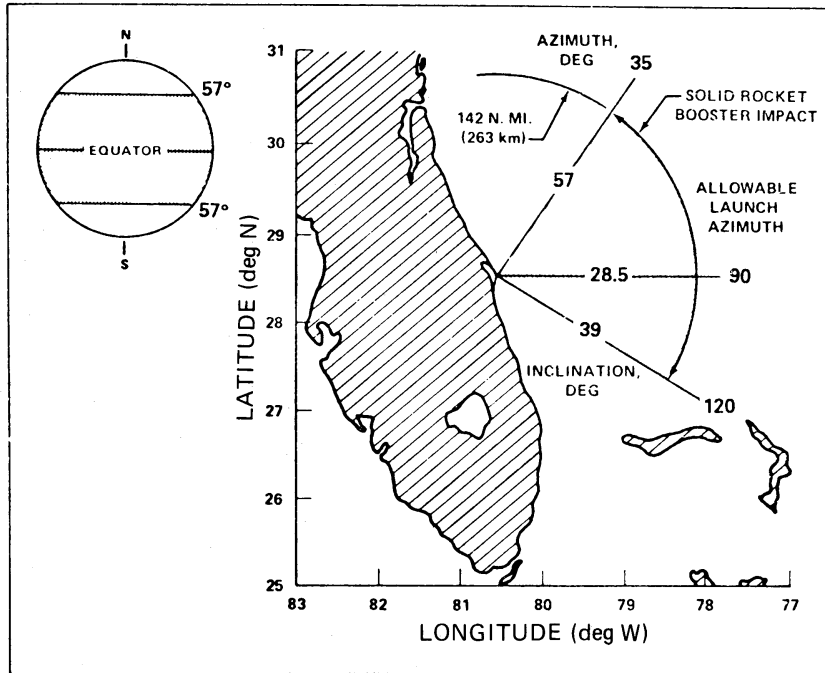 N
57°
EQUATOR
57°
S
AZIMUTH,
DEG
35
142 N. MI.
(263 km)
SOLID ROCKET
BOOSTER IMPACT
57
ALLOWABLE
LAUNCH
AZIMUTH
28.5
90
39
INCLINATION,
DEG
120
LATITUDE (deg N)
31
30
29
28
27
26
25
83
82
81
80
79
78
77
LONGITUDE (deg W)